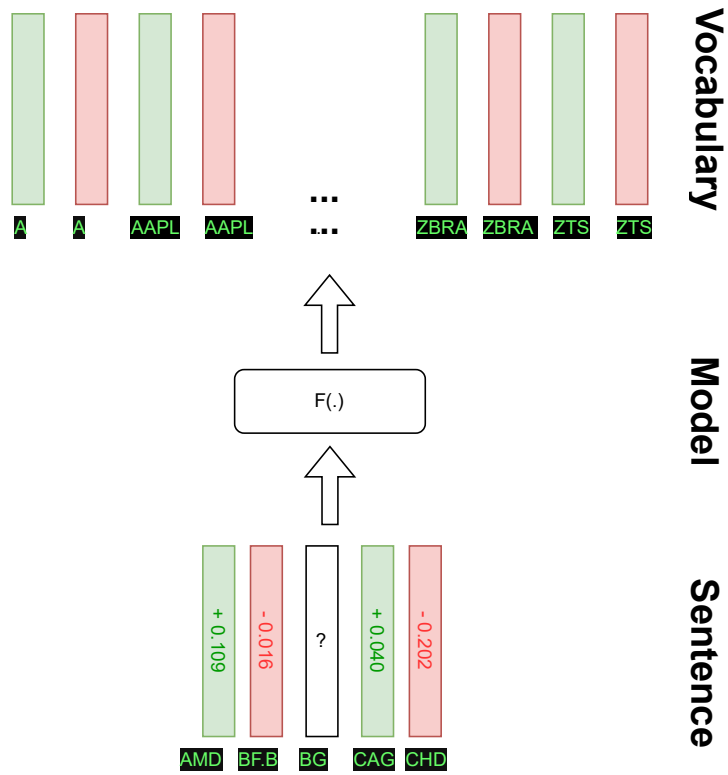 Vocabulary
A
A
AAPL
AAPL
...
...
ZBRA
ZBRA
ZTS
ZTS
Model
F(.)
Sentence
+ 0.109
- 0.016
?
+ 0.040
- 0.202
AMD
BF.B
BG
CAG
CHD